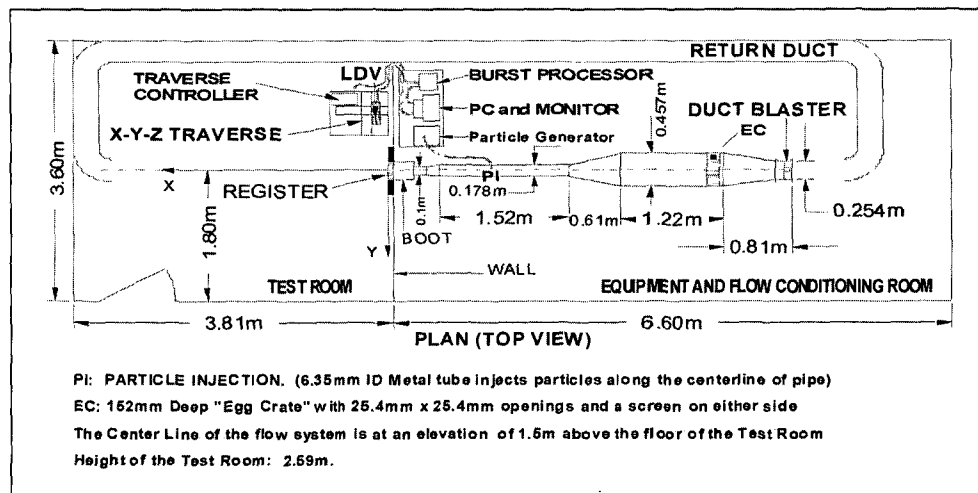 RETURN DUCT
TRAVERSE
CONTROLLER
LDV
BURST PROCESSOR
PC and MONITOR
X-Y-Z TRAVERSE
Particle Generator
0.457m
DUCT BLASTER
EC
3.60m
X
REGISTER
PI
0.178m
1.80m
0.1m
1.52m
0.61m
1.22m
0.254m
BOOT
0.81m
Y
WALL
TEST ROOM
EQUIPMENT AND FLOW CONDITIONING ROOM
3.81m
6.60m
PLAN (TOP VIEW)
PI: PARTICLE INJECTION. (6.35mm ID Metal tube injects particles along the centerline of pipe)
EC: 152mm Deep "Egg Crate" with 25.4mm x 25.4mm openings and a screen on either side
The Center Line of the flow system is at an elevation of 1.5m above the floor of the Test Room
Height of the Test Room: 2.59m.